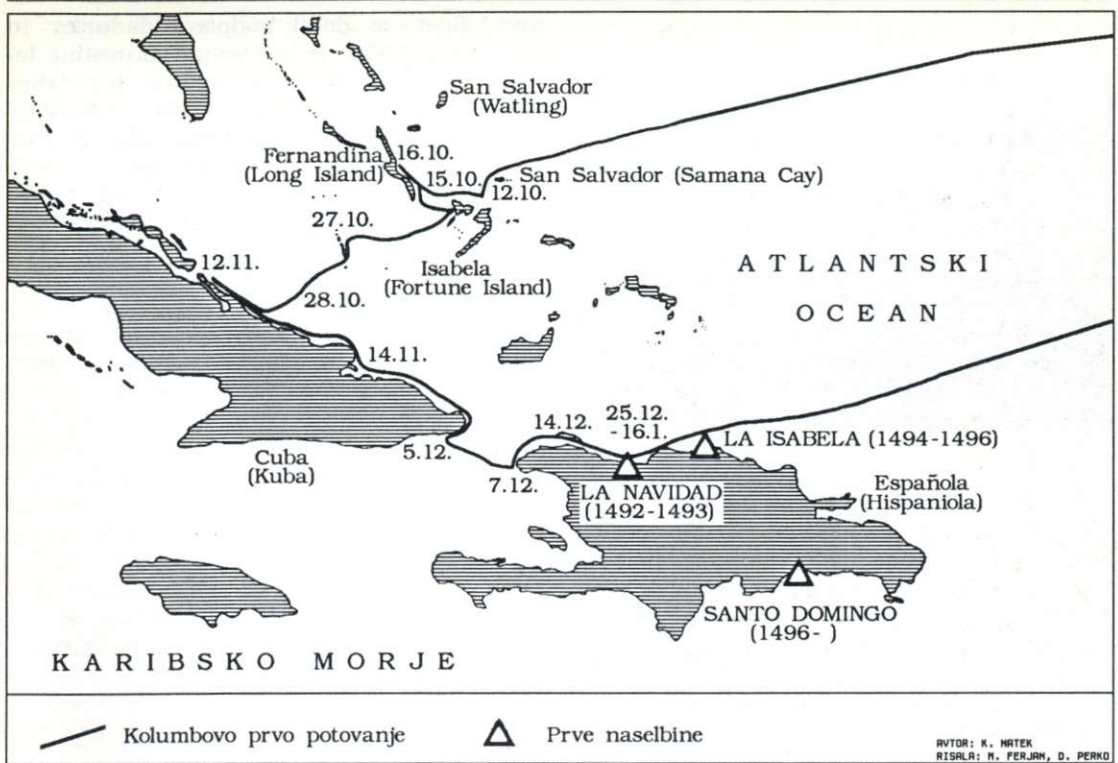 San Salvador
(Watling)
Fernandina
(Long Island)
16.10.
15.10.
San Salvador (Samana Cay)
12.10.
27.10.
Isabela
(Fortune Island)
12.11.
28.10.
ATLANTSKI
OCEAN
14.11.
Cuba
(Kuba)
5.12.
7.12.
14.12.
25.12.
-16.1.
LA ISABELA (1494-1496)
LA NAVIDAD
(1492-1493)
Española
(Hispaniola)
SANTO DOMINGO
(1496- )
KARIBSKO MORJE
Kolumbovo prvo potovanje
Prve naselbine
AVTOR: K. NATEK
RISALA: M. FERJAN, D. PERKO